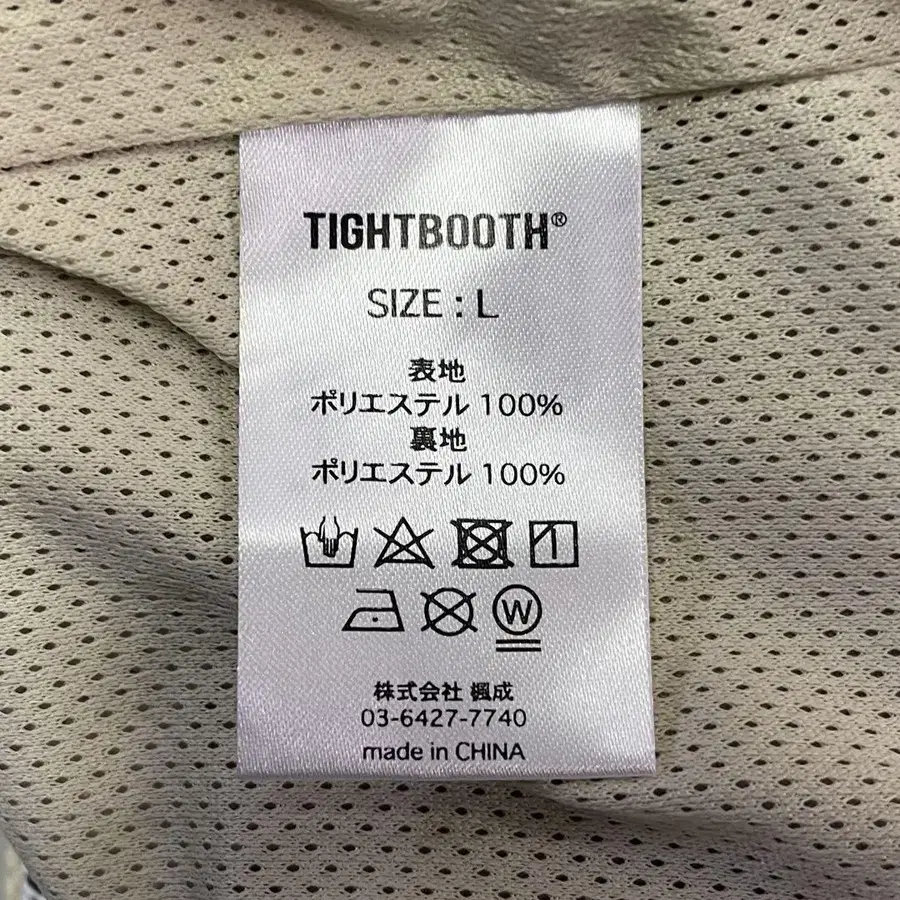 TIGHTBOOTH®
SIZE : L
表地
ポリエステル 100%
裏地
ポリエステル 100%
W
株式会社 楓成
03-6427-7740
made in CHINA